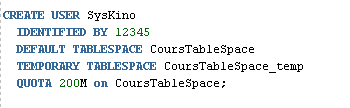 CREATE USER SysKino
IDENTIFIED BY 12345
DEFAULT TABLESPACE CoursTableSpace
TEMPORARY TABLESPACE CoursTableSpace_temp
QUOTA 200M on CoursTableSpace;